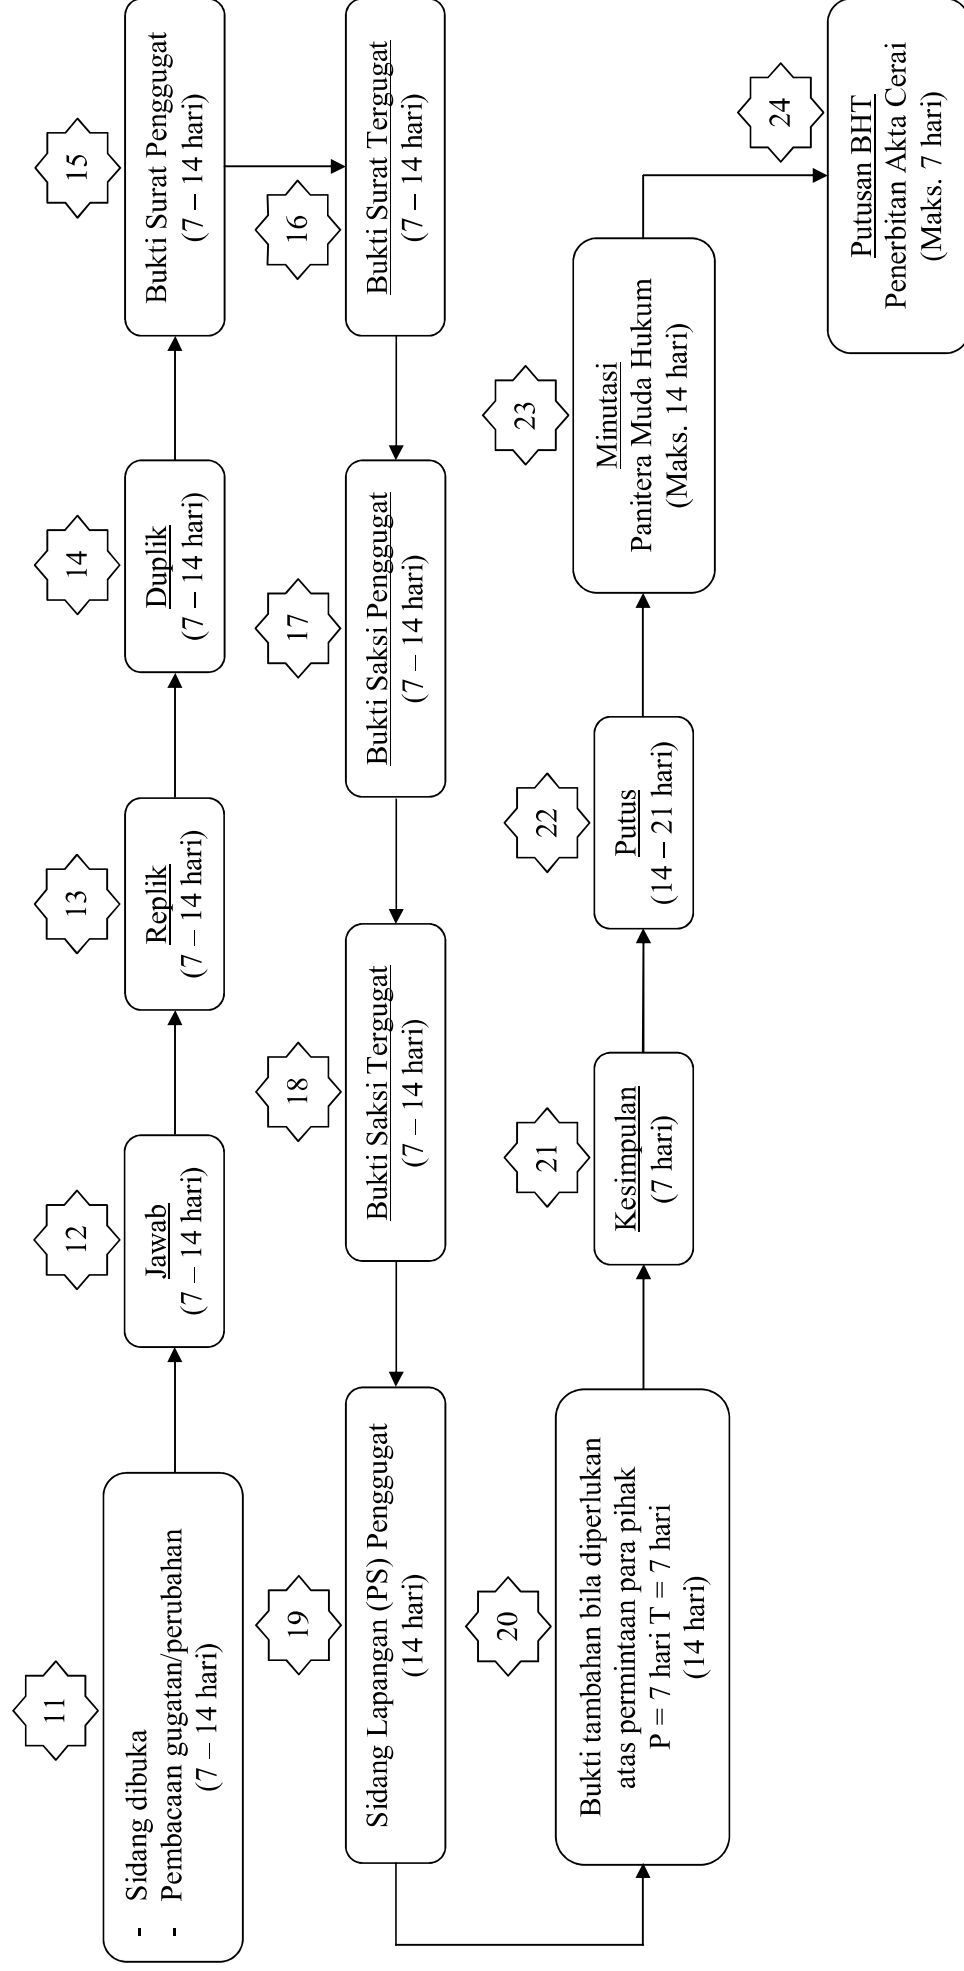 11
- Sidang dibuka
- Pembacaan gugatan/perubahan
(7 – 14 hari)
12
Jawab
(7 – 14 hari)
13
Replik
(7 – 14 hari)
14
Duplik
(7 – 14 hari)
15
Bukti Surat Penggugat
(7 – 14 hari)
16
Bukti Surat Tergugat
(7 – 14 hari)
17
Bukti Saksi Penggugat
(7 – 14 hari)
18
Bukti Saksi Tergugat
(7 – 14 hari)
19
Sidang Lapangan (PS) Penggugat
(14 hari)
20
Bukti tambahan bila diperlukan
atas permintaan para pihak
P = 7 hari T = 7 hari
(14 hari)
21
Kesimpulan
(7 hari)
22
Putus
(14 – 21 hari)
23
Minutasi
Panitera Muda Hukum
(Maks. 14 hari)
24
Putusan BHT
Penerbitan Akta Cerai
(Maks. 7 hari)